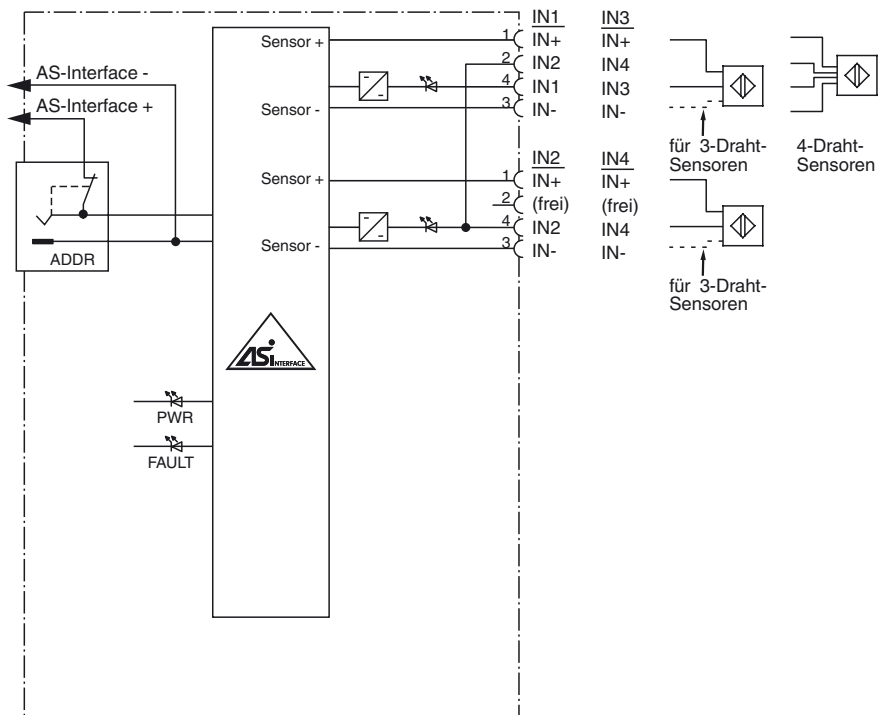 IN1 IN3
Sensor + 1 IN+ IN+
2 IN2 IN4
AS-Interface - 4 IN1 IN3
AS-Interface + Sensor - 3 IN- IN-
für 3-Draht-
Sensoren
4-Draht-
Sensoren
IN2 IN4
Sensor + 1 IN+ IN+
2 (frei) (frei)
4 IN2 IN4
ADDR Sensor - 3 IN- IN-
für 3-Draht-
Sensoren
ASi INTERFACE
PWR
FAULT